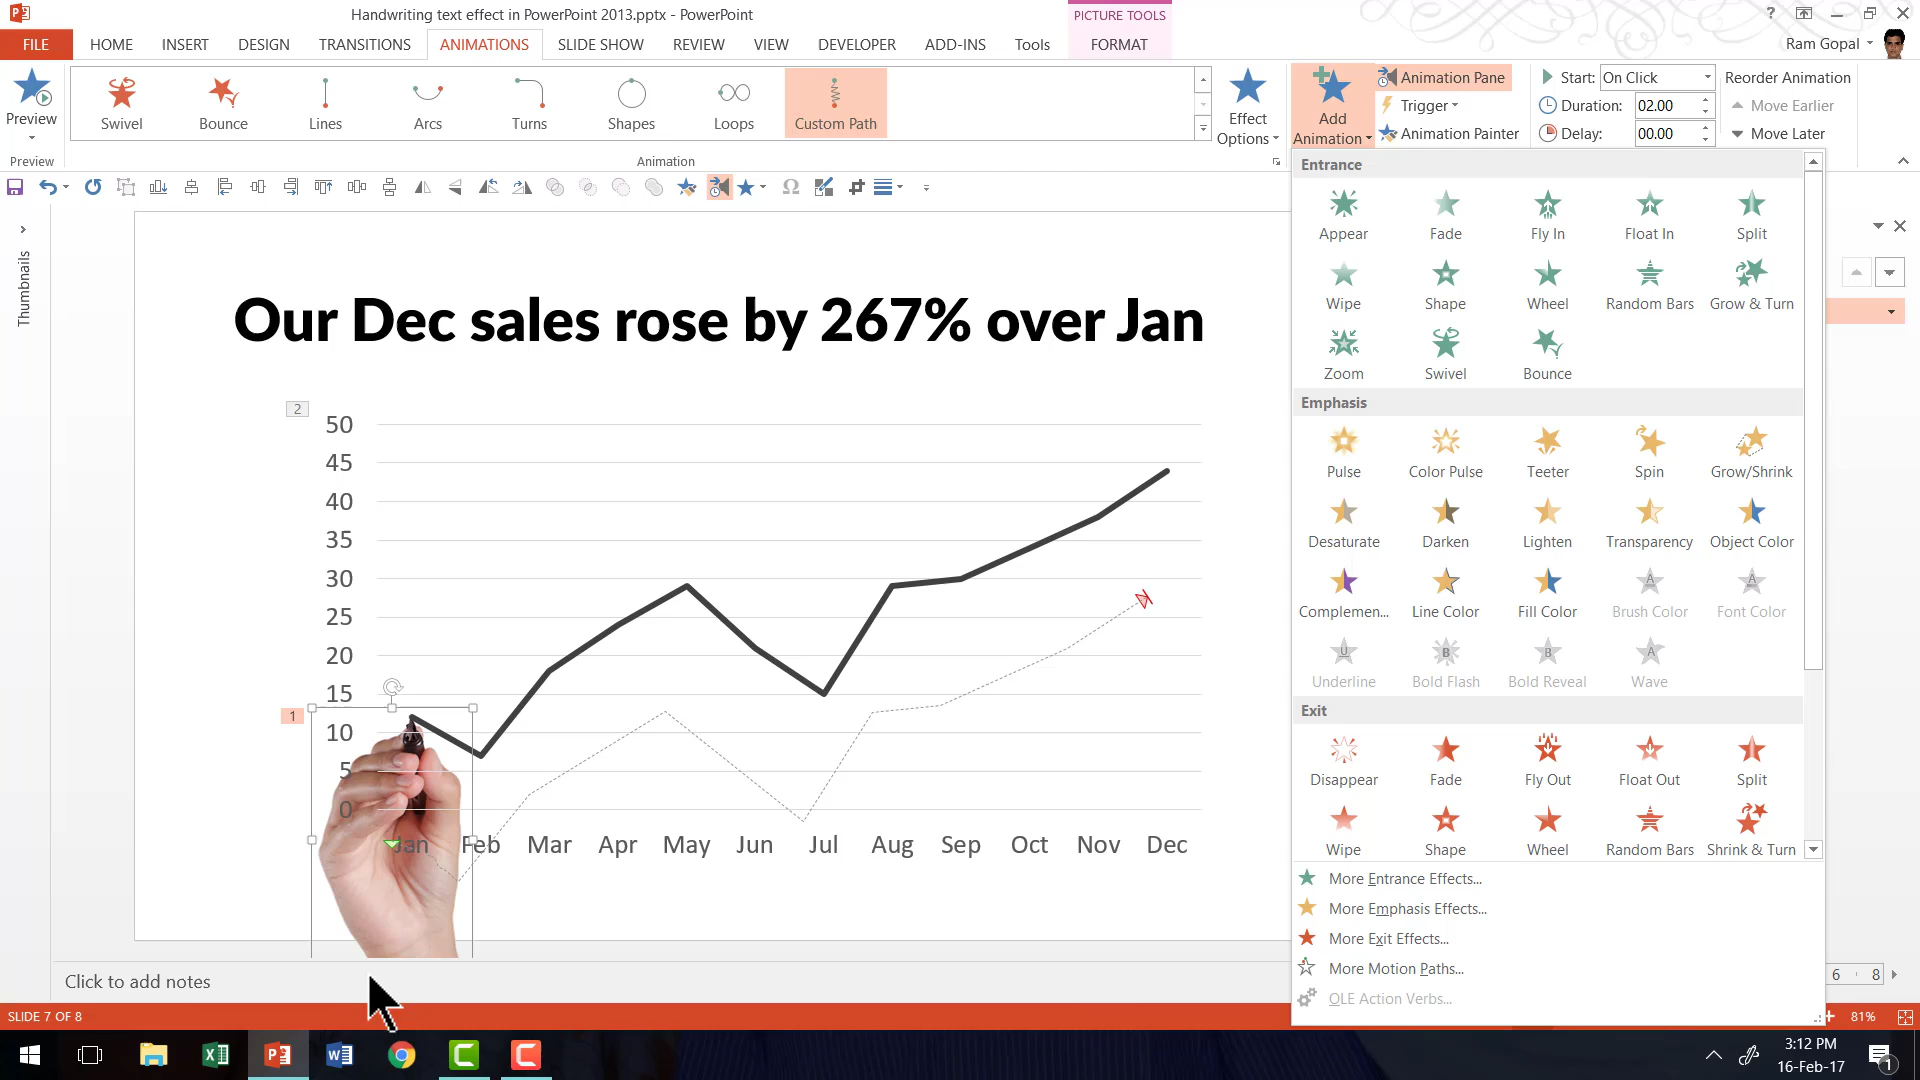 Handwriting text effect in PowerPoint 2013.pptx - PowerPoint
PICTURE TOOLS
?
FILE HOME INSERT DESIGN TRANSITIONS ANIMATIONS SLIDE SHOW REVIEW VIEW DEVELOPER ADD-INS Tools FORMAT
Ram Gopal
Preview
Swivel Bounce Lines Arcs Turns Shapes Loops Custom Path
Effect Options
Add Animation
Animation Pane
Trigger
Animation Painter
Start: On Click
Duration: 02.00
Delay: 00.00
Reorder Animation
Move Earlier
Move Later
Preview
Animation
Thumbnails
Our Dec sales rose by 267% over Jan
2
50
45
40
35
30
25
20
15
1
10
5
0
Jan Feb Mar Apr May Jun Jul Aug Sep Oct Nov Dec
Entrance
Appear Fade Fly In Float In Split
Wipe Shape Wheel Random Bars Grow & Turn
Zoom Swivel Bounce
Emphasis
Pulse Color Pulse Teeter Spin Grow/Shrink
Desaturate Darken Lighten Transparency Object Color
Complemen... Line Color Fill Color Brush Color Font Color
Underline Bold Flash Bold Reveal Wave
Exit
Disappear Fade Fly Out Float Out Split
Wipe Shape Wheel Random Bars Shrink & Turn
More Entrance Effects...
More Emphasis Effects...
More Exit Effects...
More Motion Paths...
OLE Action Verbs...
6 8
Click to add notes
SLIDE 7 OF 8
81%
3:12 PM
16-Feb-17
1